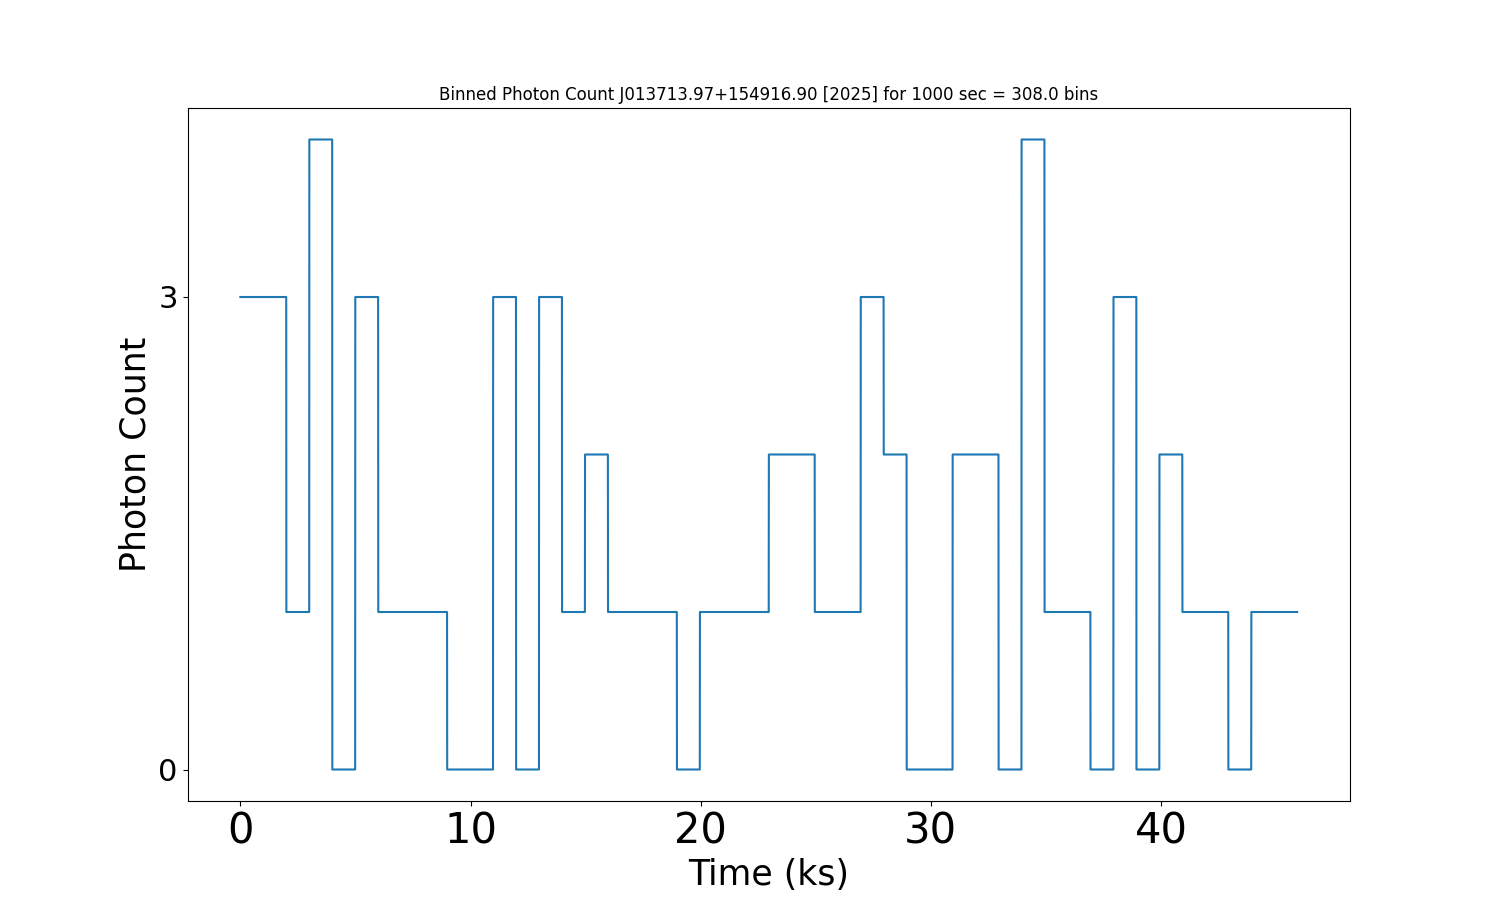 Binned Photon Count J013713.97+154916.90 [2025] for 1000 sec = 308.0 bins
3
Photon Count
0
0 10 20 30 40
Time (ks)